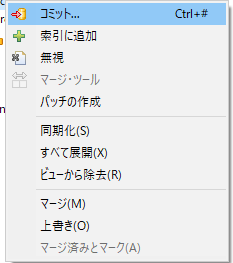 コミット... Ctrl+#
索引に追加
無視
マージ・ツール
パッチの作成
同期化(S)
すべて展開(X)
ビューから除去(R)
マージ(M)
上書き(O)
マージ済みとマーク(A)